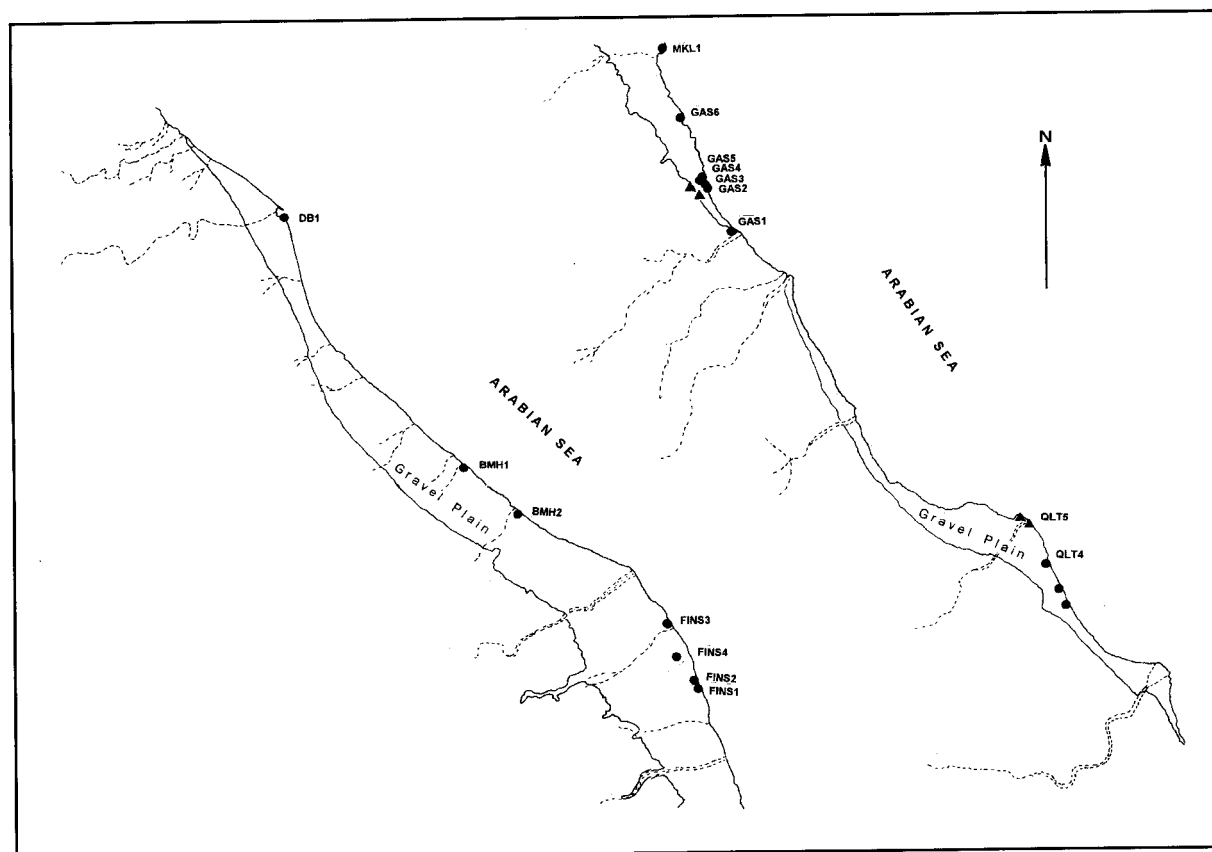 MKL1
GAS6
GAS5
GAS4
GAS3
GAS2
GAS1
N
DB1
ARABIAN SEA
ARABIAN SEA
BMH1
BMH2
Gravel Plain
Gravel Plain
QLT5
QLT4
FINS3
FINS4
FINS2
FINS1